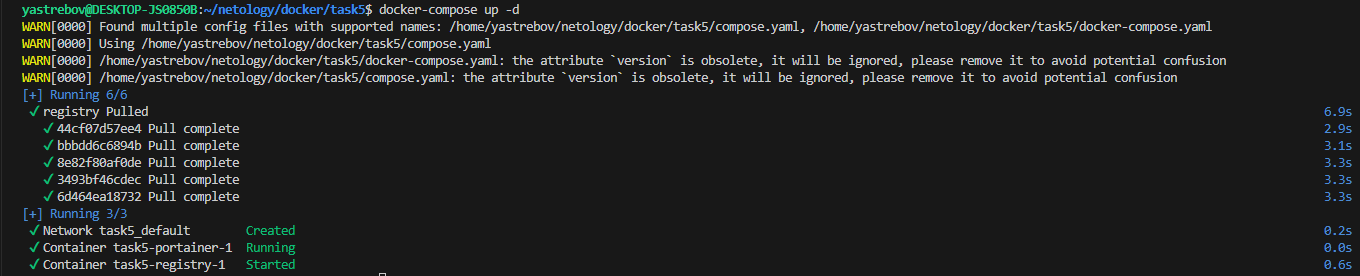 yastrebov@DESKTOP-JS0850B:~/netology/docker/task5$ docker-compose up -d
WARN[0000] Found multiple config files with supported names: /home/yastrebov/netology/docker/task5/compose.yaml, /home/yastrebov/netology/docker/task5/docker-compose.yaml
WARN[0000] Using /home/yastrebov/netology/docker/task5/compose.yaml
WARN[0000] /home/yastrebov/netology/docker/task5/docker-compose.yaml: the attribute `version` is obsolete, it will be ignored, please remove it to avoid potential confusion
WARN[0000] /home/yastrebov/netology/docker/task5/compose.yaml: the attribute `version` is obsolete, it will be ignored, please remove it to avoid potential confusion
[+] Running 6/6
✔ registry Pulled 6.9s
✔ 44cf07d57ee4 Pull complete 2.9s
✔ bbbdd6c6894b Pull complete 3.1s
✔ 8e82f80af0de Pull complete 3.3s
✔ 3493bf46cdec Pull complete 3.3s
✔ 6d464ea18732 Pull complete 3.3s
[+] Running 3/3
✔ Network task5_default Created 0.2s
✔ Container task5-portainer-1 Running 0.0s
✔ Container task5-registry-1 Started 0.6s